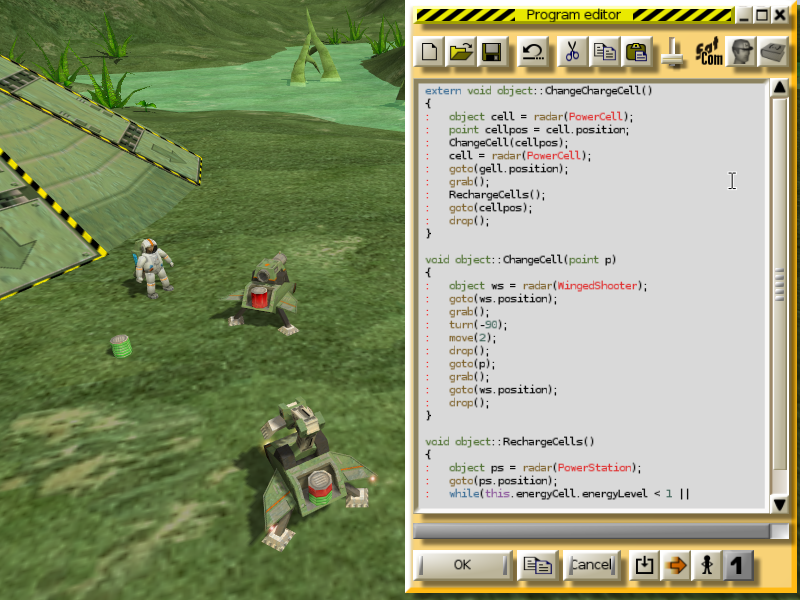 Program editor
Sat
Com
extern void object::ChangeChargeCell()
{
: object cell = radar(PowerCell);
: point cellpos = cell.position;
: ChangeCell(cellpos);
: cell = radar(PowerCell);
: goto(gell.position);
: grab();
: RechargeCells();
: goto(cellpos);
: drop();
}
void object::ChangeCell(point p)
{
: object ws = radar(WingedShooter);
: goto(ws.position);
: grab();
: turn(-90);
: move(2);
: drop();
: goto(p);
: grab();
: goto(ws.position);
: drop();
}
void object::RechargeCells()
{
: object ps = radar(PowerStation);
: goto(ps.position);
: while(this.energyCell.energyLevel < 1 ||
OK
Cancel
1